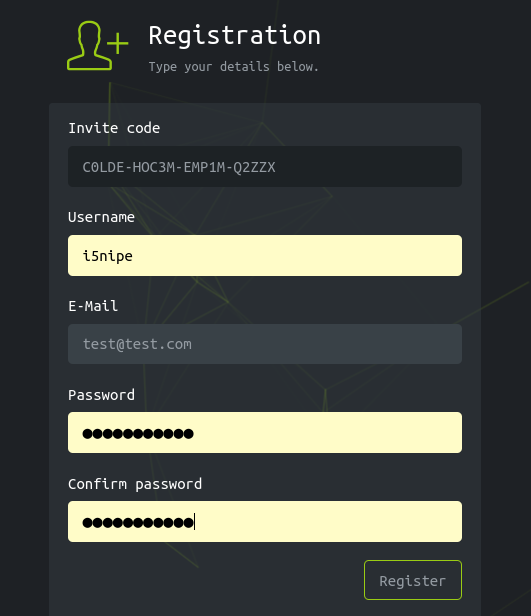 Registration
Type your details below.
Invite code
C0LDE-HOC3M-EMP1M-Q2ZZX
Username
i5nipe
E-Mail
test@test.com
Password
●●●●●●●●●●●
Confirm password
●●●●●●●●●●●
Register